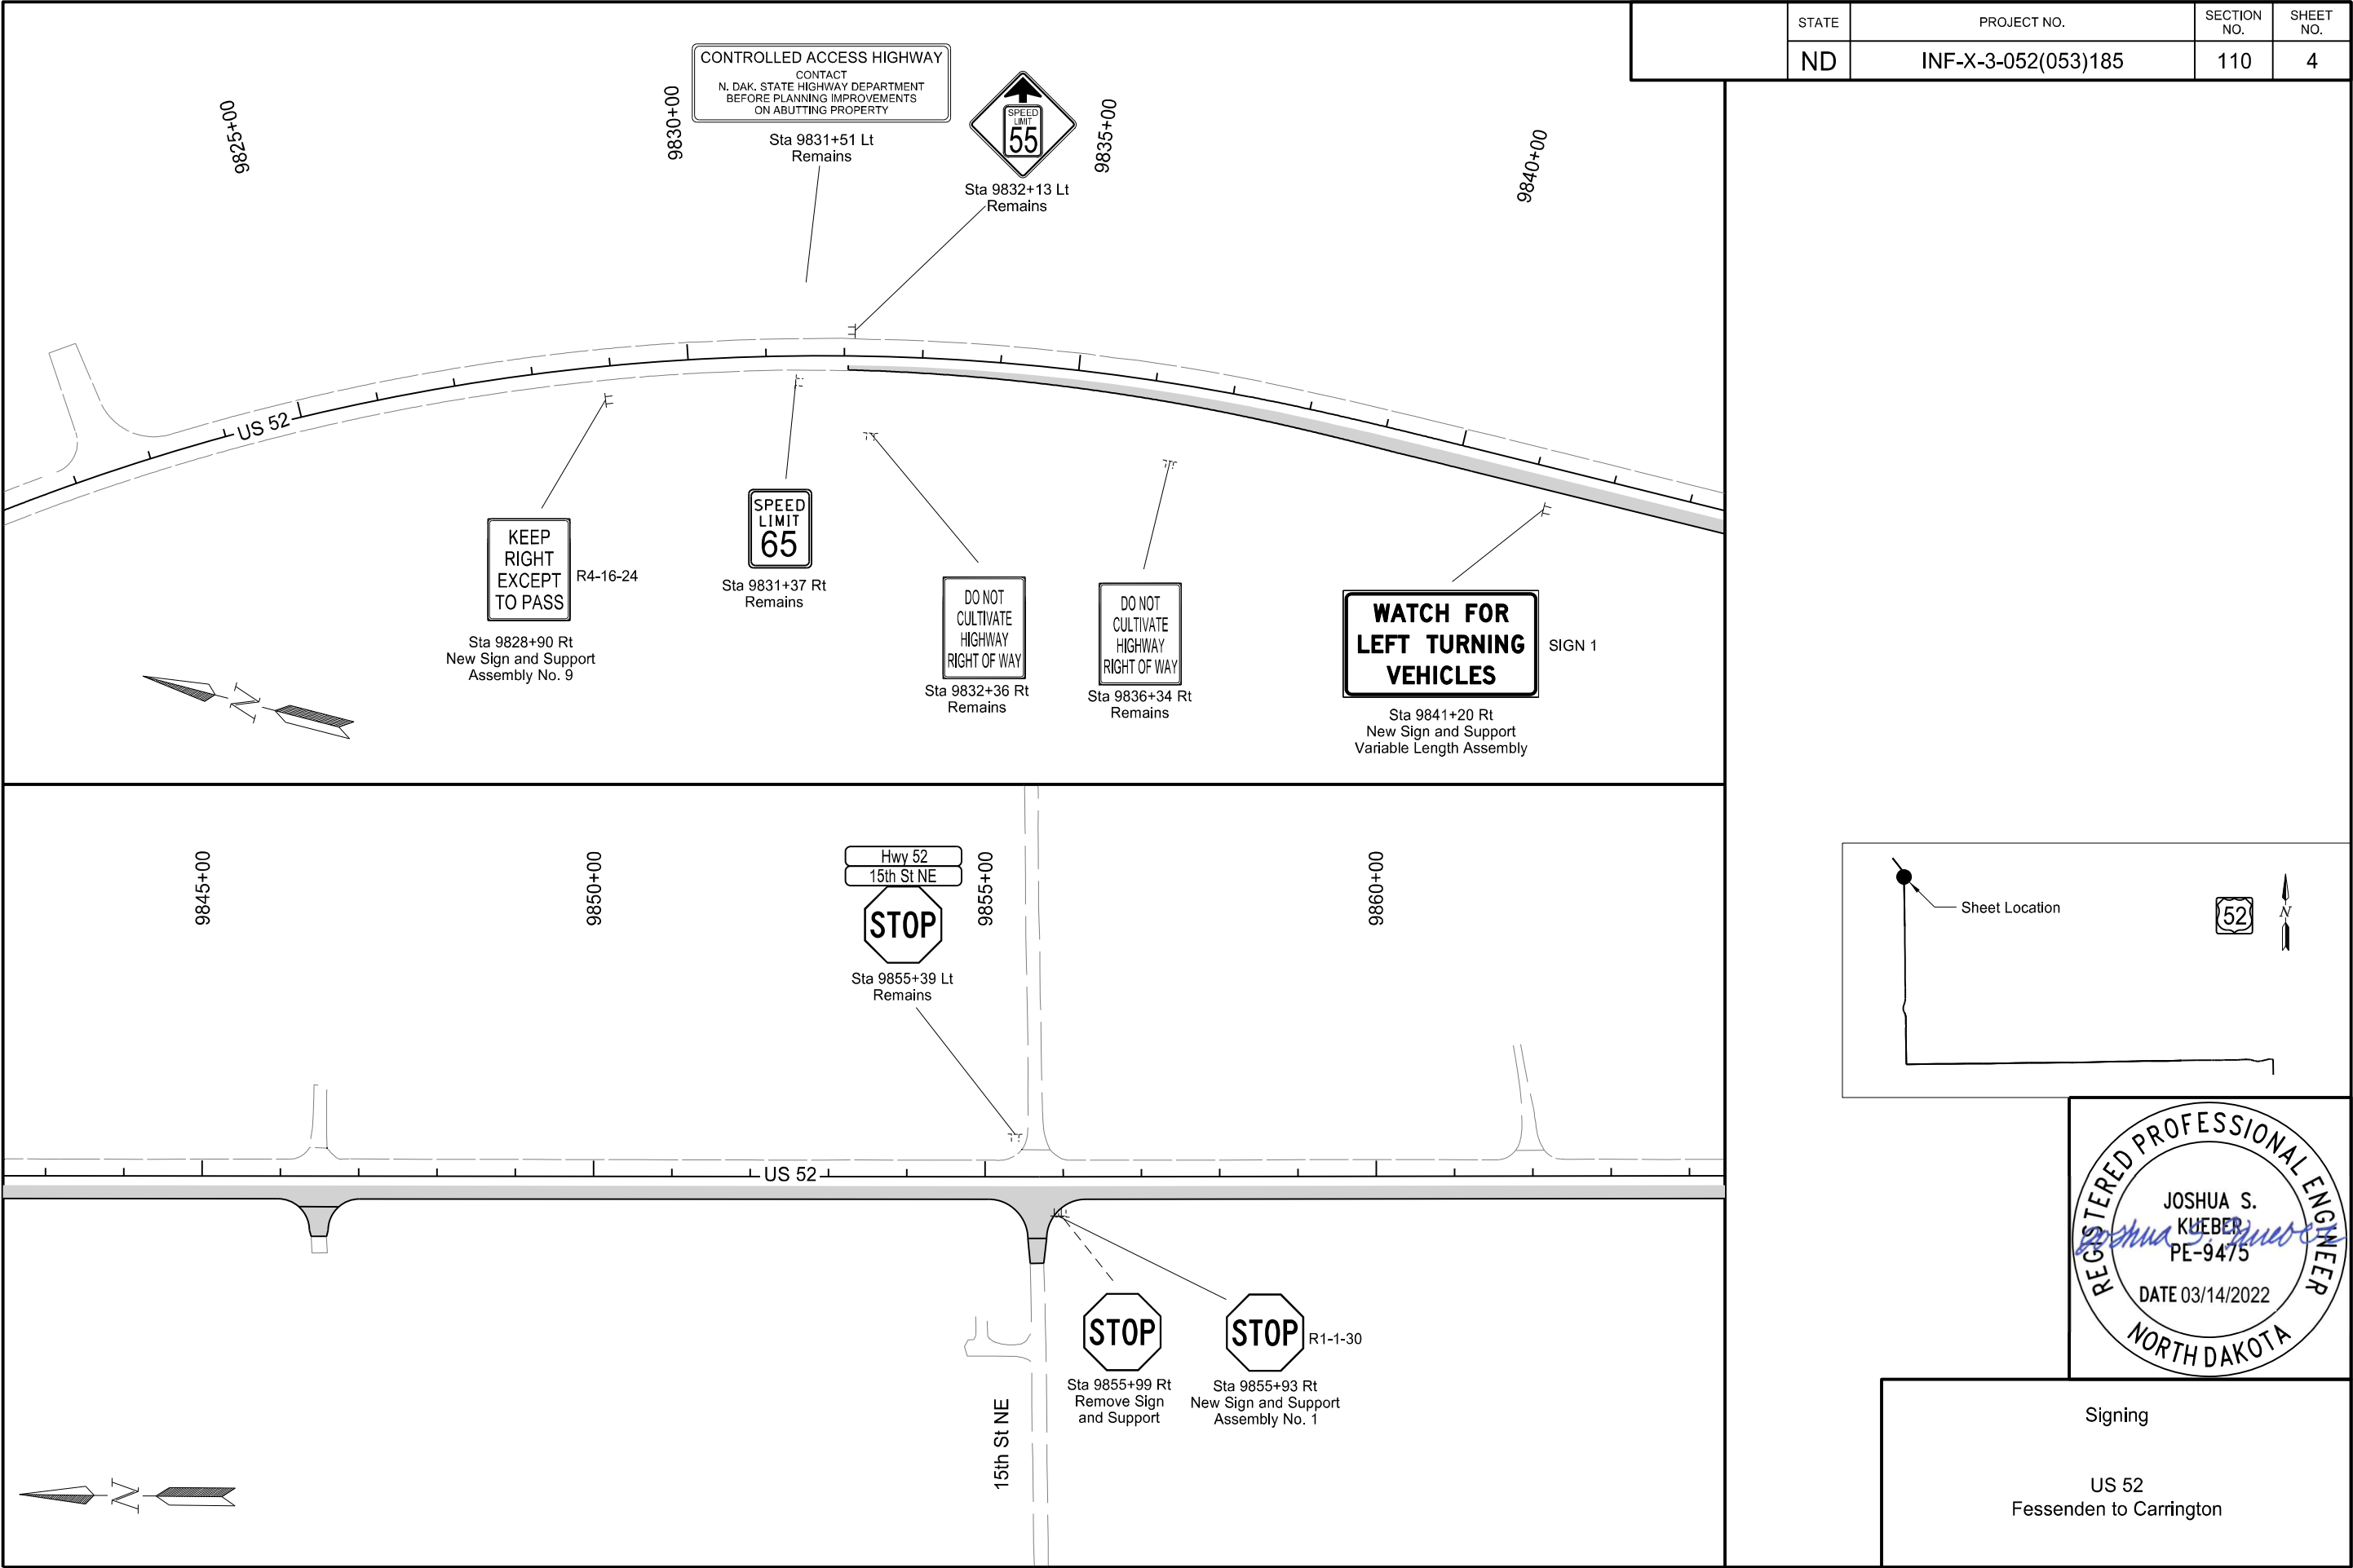 STATE
PROJECT NO.
SECTION NO.
SHEET NO.
ND
INF-X-3-052(053)185
110
4
CONTROLLED ACCESS HIGHWAY
CONTACT
N. DAK. STATE HIGHWAY DEPARTMENT
BEFORE PLANNING IMPROVEMENTS
ON ABUTTING PROPERTY
Sta 9831+51 Lt
Remains
SPEED
LIMIT
55
Sta 9832+13 Lt
Remains
9825+00
9830+00
9835+00
9840+00
US 52
KEEP
RIGHT
EXCEPT
TO PASS
R4-16-24
Sta 9828+90 Rt
New Sign and Support
Assembly No. 9
SPEED
LIMIT
65
Sta 9831+37 Rt
Remains
DO NOT
CULTIVATE
HIGHWAY
RIGHT OF WAY
Sta 9832+36 Rt
Remains
DO NOT
CULTIVATE
HIGHWAY
RIGHT OF WAY
Sta 9836+34 Rt
Remains
WATCH FOR
LEFT TURNING
VEHICLES
SIGN 1
Sta 9841+20 Rt
New Sign and Support
Variable Length Assembly
N
9845+00
9850+00
9855+00
9860+00
Hwy 52
15th St NE
STOP
Sta 9855+39 Lt
Remains
US 52
STOP
Sta 9855+99 Rt
Remove Sign
and Support
STOP
R1-1-30
Sta 9855+93 Rt
New Sign and Support
Assembly No. 1
15th St NE
N
Sheet Location
52
N
REGISTERED PROFESSIONAL ENGINEER
JOSHUA S.
KUEBER
PE-9475
DATE 03/14/2022
NORTH DAKOTA
Signing
US 52
Fessenden to Carrington